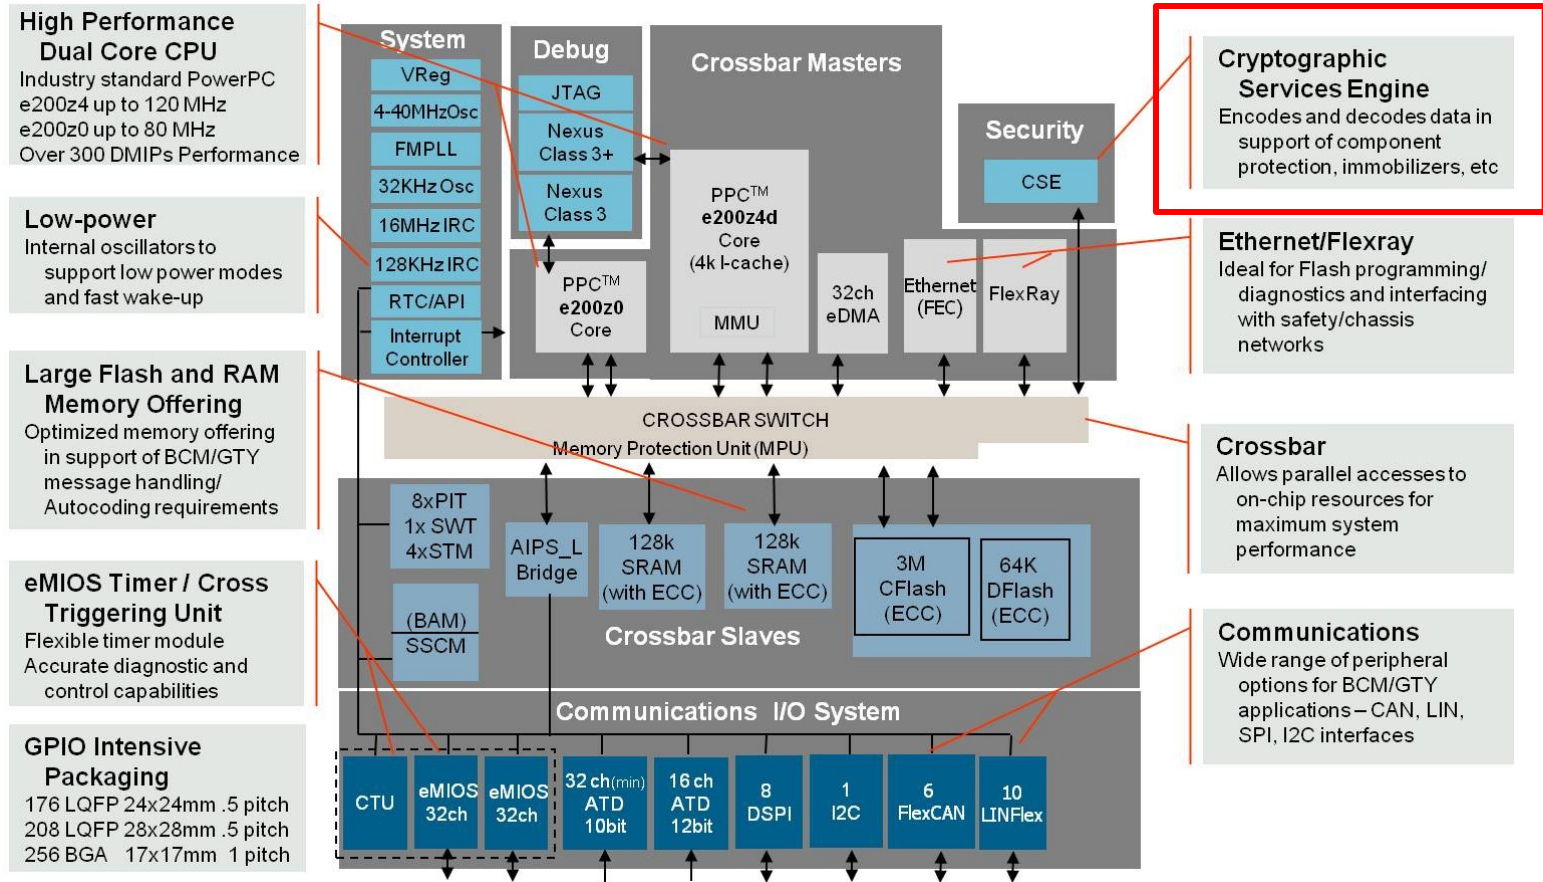 High Performance
Dual Core CPU
Industry standard PowerPC
e200z4 up to 120 MHz
e200z0 up to 80 MHz
Over 300 DMIPs Performance
Low-power
Internal oscillators to
support low power modes
and fast wake-up
Large Flash and RAM
Memory Offering
Optimized memory offering
in support of BCM/GTY
message handling/
Autocoding requirements
eMIOS Timer / Cross
Triggering Unit
Flexible timer module
Accurate diagnostic and
control capabilities
GPIO Intensive
Packaging
176 LQFP 24x24mm .5 pitch
208 LQFP 28x28mm .5 pitch
256 BGA 17x17mm 1 pitch
System
VReg
4-40MHzOsc
FMPLL
32KHz Osc
16MHz IRC
128KHz IRC
RTC/API
Interrupt
Controller
Debug
JTAG
Nexus
Class 3+
Nexus
Class 3
Crossbar Masters
PPC™
e200z0
Core
PPC™
e200z4d
Core
(4k I-cache)
MMU
32ch
eDMA
Ethernet
(FEC)
FlexRay
Security
CSE
CROSSBAR SWITCH
Memory Protection Unit (MPU)
8xPIT
1x SWT
4xSTM
(BAM)
SSCM
AIPS_L
Bridge
128k
SRAM
(with ECC)
128k
SRAM
(with ECC)
3M
CFlash
(ECC)
64K
DFlash
(ECC)
Crossbar Slaves
Communications I/O System
CTU
eMIOS
32ch
eMIOS
32ch
32 ch(min)
ATD
10bit
16 ch
ATD
12bit
8
DSPI
1
I2C
6
FlexCAN
10
LINFlex
Cryptographic
Services Engine
Encodes and decodes data in
support of component
protection, immobilizers, etc
Ethernet/Flexray
Ideal for Flash programming/
diagnostics and interfacing
with safety/chassis
networks
Crossbar
Allows parallel accesses to
on-chip resources for
maximum system
performance
Communications
Wide range of peripheral
options for BCM/GTY
applications – CAN, LIN,
SPI, I2C interfaces